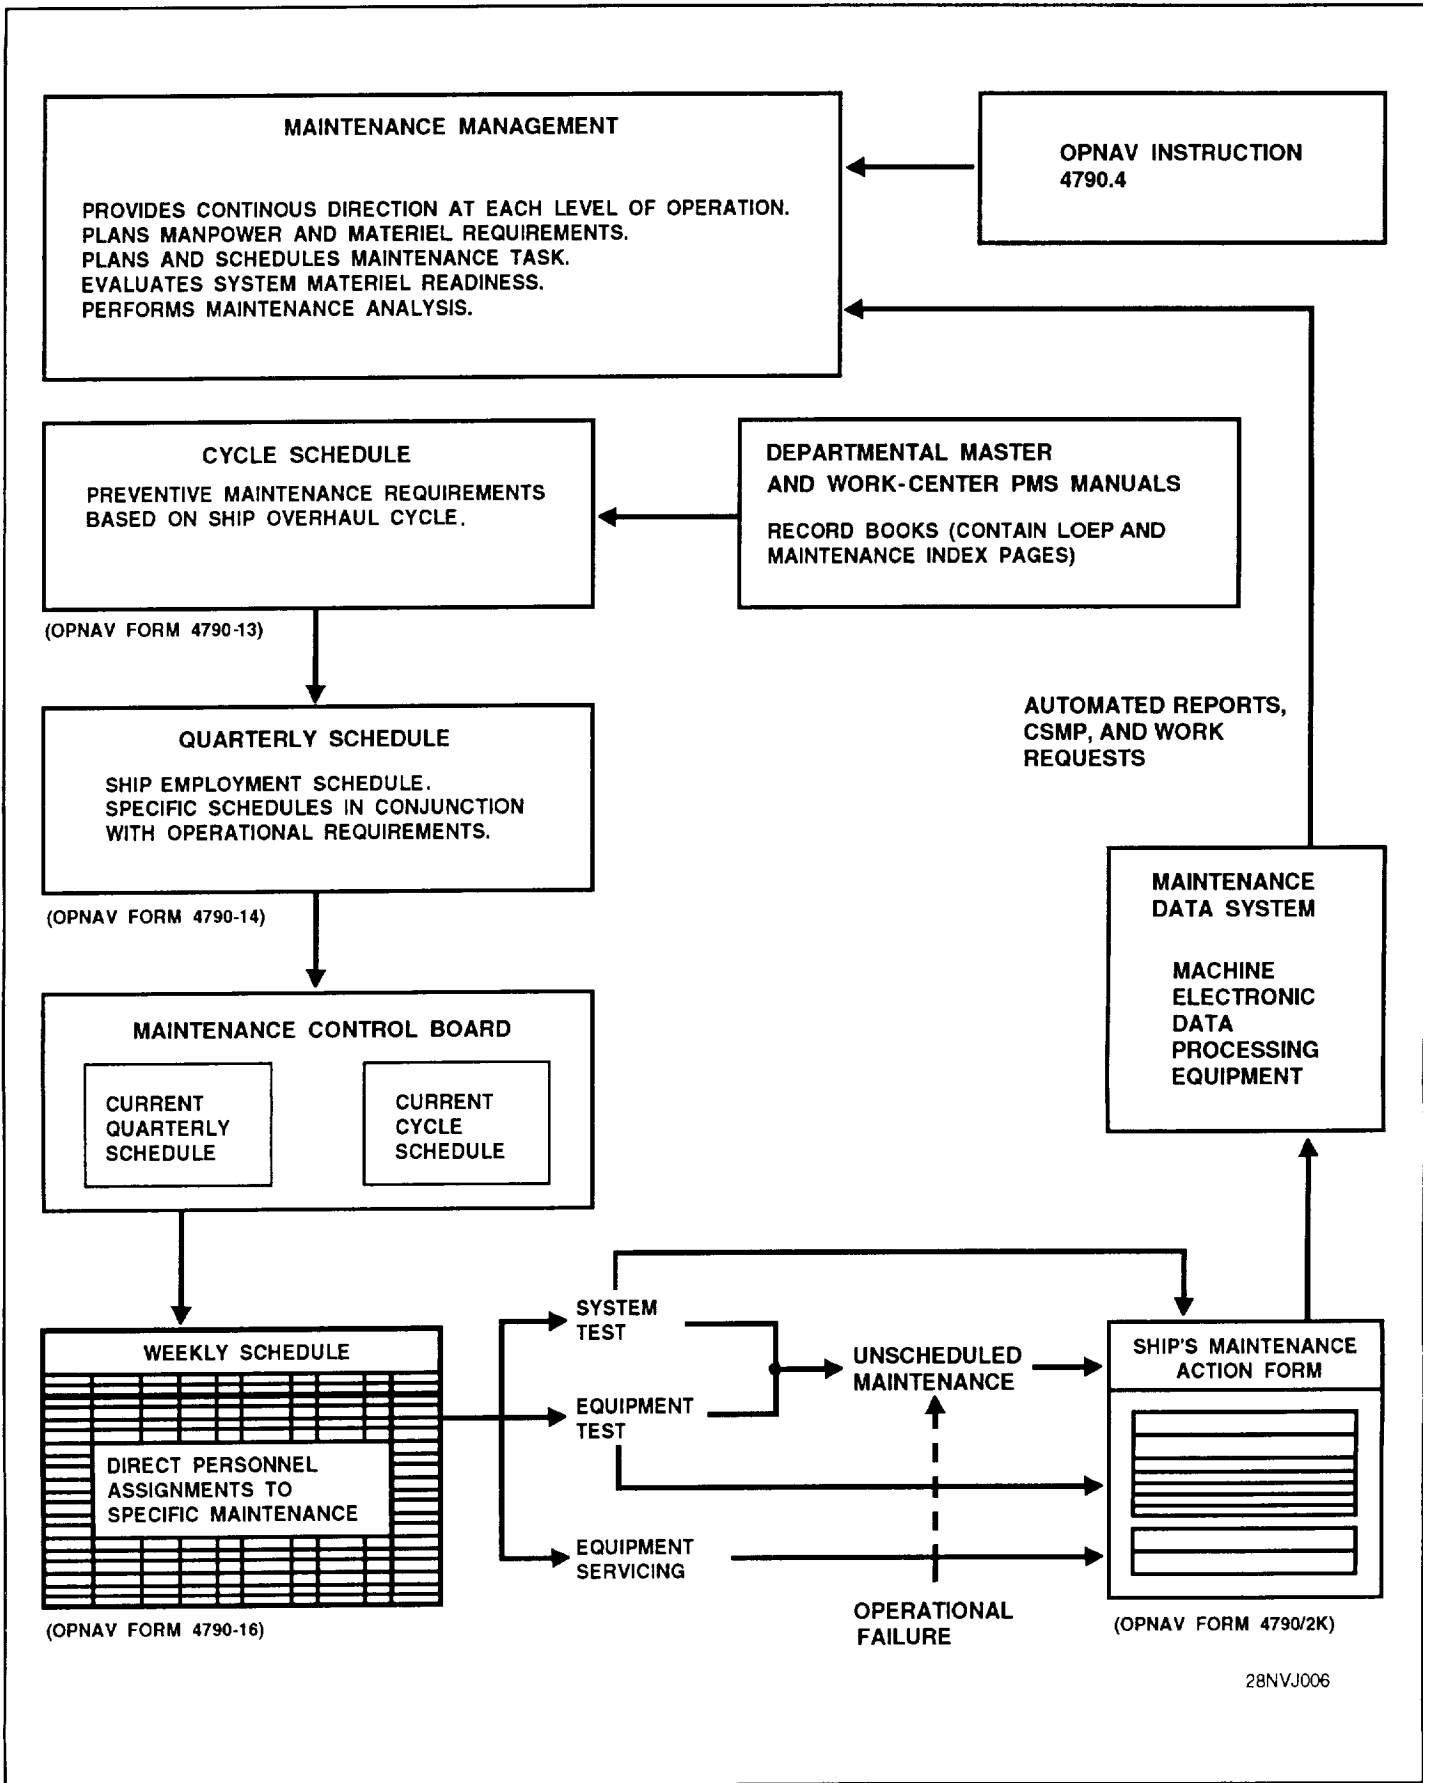 MAINTENANCE MANAGEMENT
PROVIDES CONTINOUS DIRECTION AT EACH LEVEL OF OPERATION.
PLANS MANPOWER AND MATERIEL REQUIREMENTS.
PLANS AND SCHEDULES MAINTENANCE TASK.
EVALUATES SYSTEM MATERIEL READINESS.
PERFORMS MAINTENANCE ANALYSIS.
OPNAV INSTRUCTION
4790.4
CYCLE SCHEDULE
PREVENTIVE MAINTENANCE REQUIREMENTS
BASED ON SHIP OVERHAUL CYCLE.
(OPNAV FORM 4790-13)
DEPARTMENTAL MASTER
AND WORK-CENTER PMS MANUALS
RECORD BOOKS (CONTAIN LOEP AND
MAINTENANCE INDEX PAGES)
QUARTERLY SCHEDULE
SHIP EMPLOYMENT SCHEDULE.
SPECIFIC SCHEDULES IN CONJUNCTION
WITH OPERATIONAL REQUIREMENTS.
(OPNAV FORM 4790-14)
AUTOMATED REPORTS,
CSMP, AND WORK
REQUESTS
MAINTENANCE
DATA SYSTEM
MACHINE
ELECTRONIC
DATA
PROCESSING
EQUIPMENT
MAINTENANCE CONTROL BOARD
CURRENT
QUARTERLY
SCHEDULE
CURRENT
CYCLE
SCHEDULE
WEEKLY SCHEDULE
DIRECT PERSONNEL
ASSIGNMENTS TO
SPECIFIC MAINTENANCE
(OPNAV FORM 4790-16)
SYSTEM
TEST
EQUIPMENT
TEST
EQUIPMENT
SERVICING
UNSCHEDULED
MAINTENANCE
OPERATIONAL
FAILURE
SHIP'S MAINTENANCE
ACTION FORM
(OPNAV FORM 4790/2K)
28NVJ006